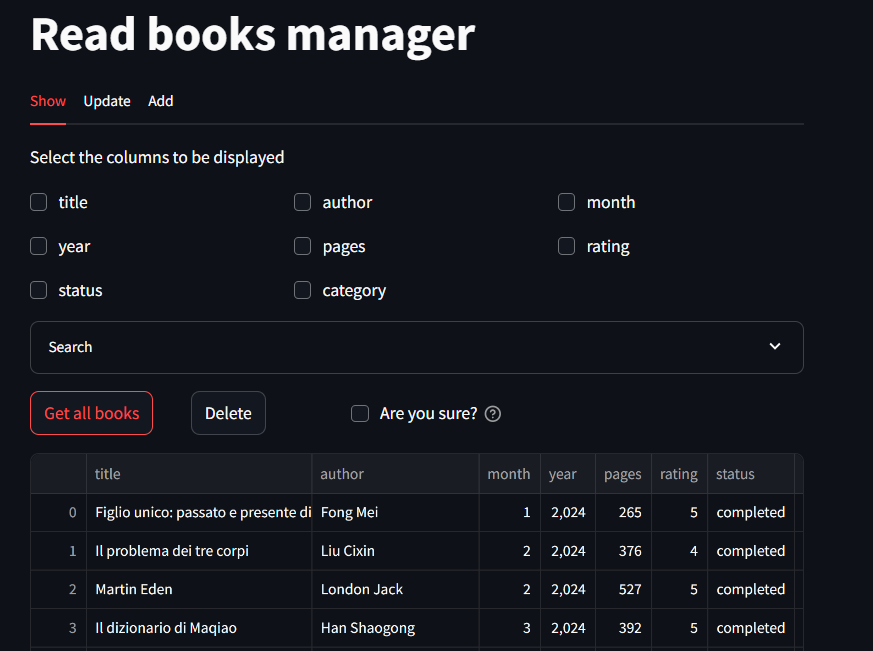 Read books manager
Show Update Add
Select the columns to be displayed
title author month
year pages rating
status category
Search
Get all books Delete Are you sure? ?
title author month year pages rating status
0 Figlio unico: passato e presente di Fong Mei 1 2,024 265 5 completed
1 Il problema dei tre corpi Liu Cixin 2 2,024 376 4 completed
2 Martin Eden London Jack 2 2,024 527 5 completed
3 Il dizionario di Maqiao Han Shaogong 3 2,024 392 5 completed